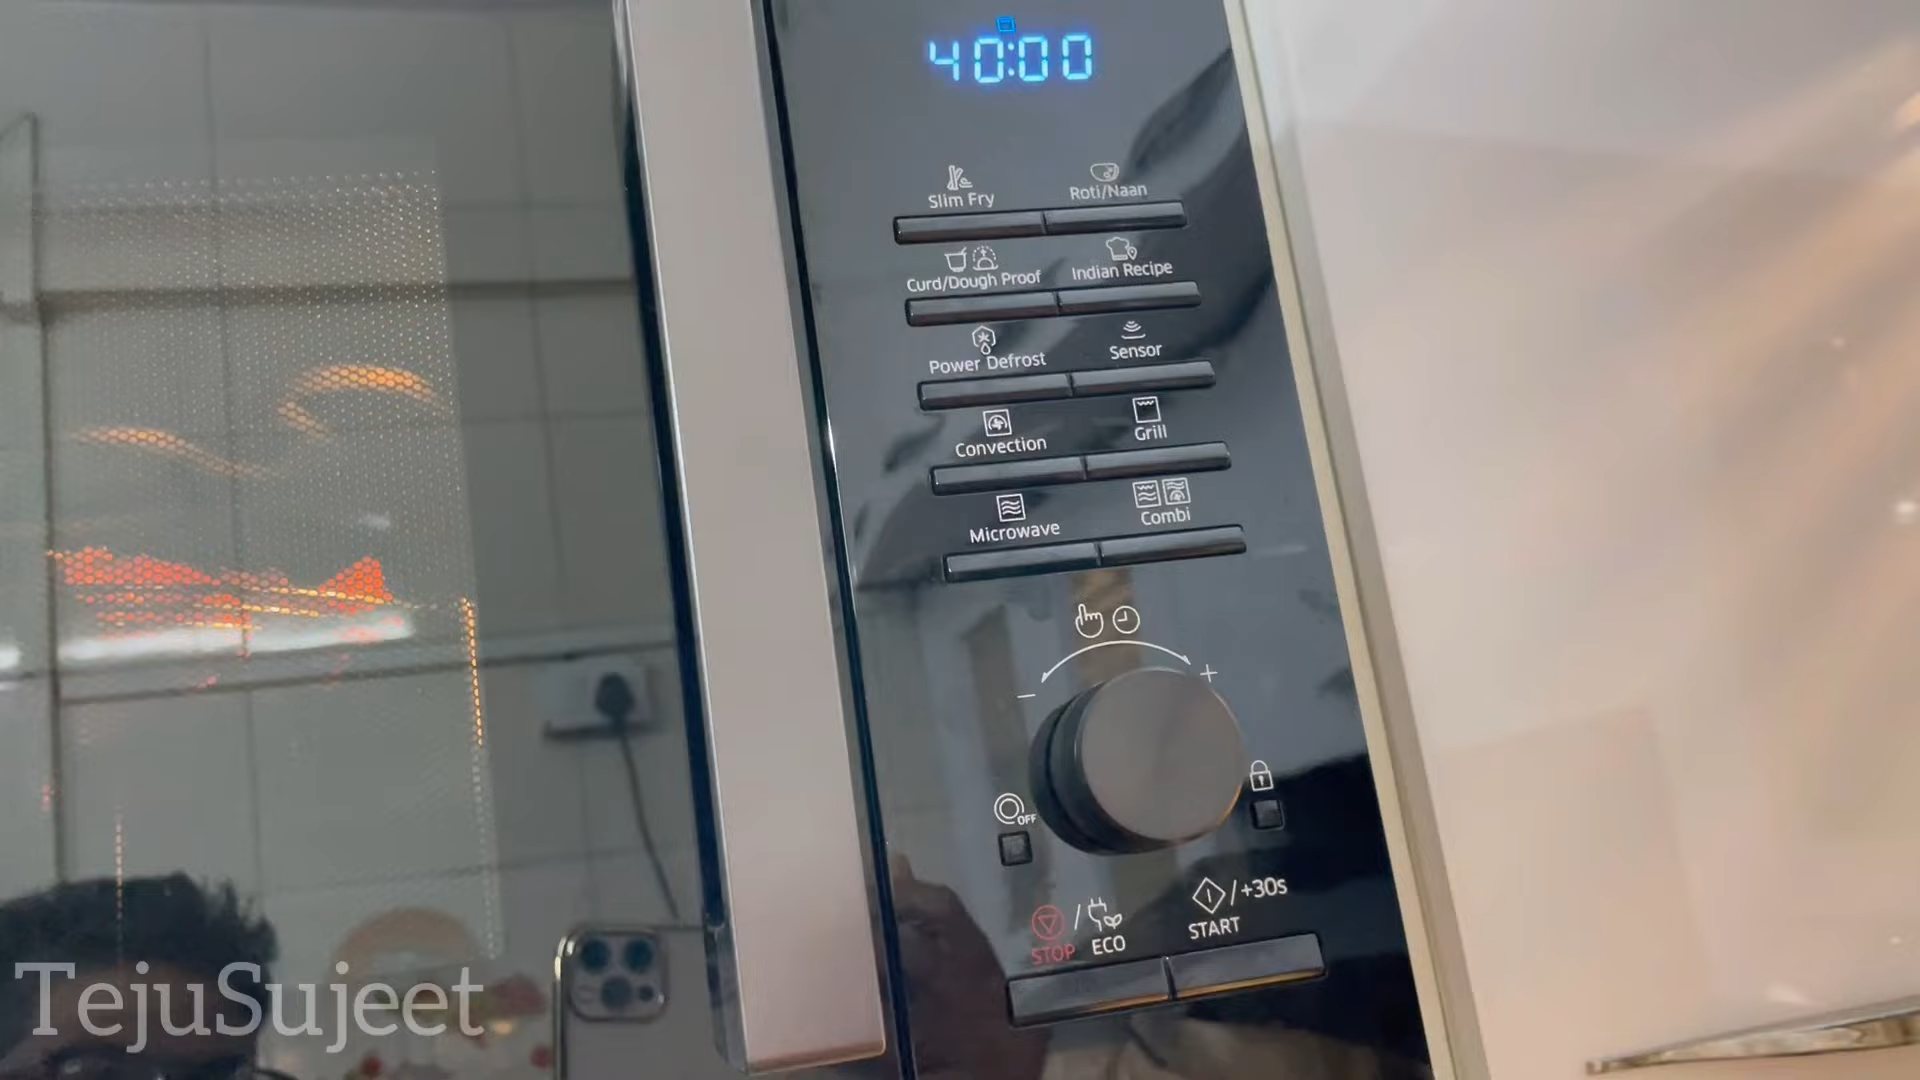 40:00
Slim Fry
Roti/Naan
Curd/Dough Proof
Indian Recipe
Power Defrost
Sensor
Convection
Grill
Microwave
Combi
− +
OFF
STOP / ECO
/+30s
START
TejuSujeet